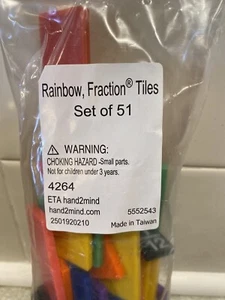 Rainbow, Fraction® Tiles
Set of 51
⚠ WARNING:
CHOKING HAZARD -Small parts.
Not for children under 3 years.
4264
ETA hand2mind
hand2mind.com 5552543
2501920210 Made in Taiwan